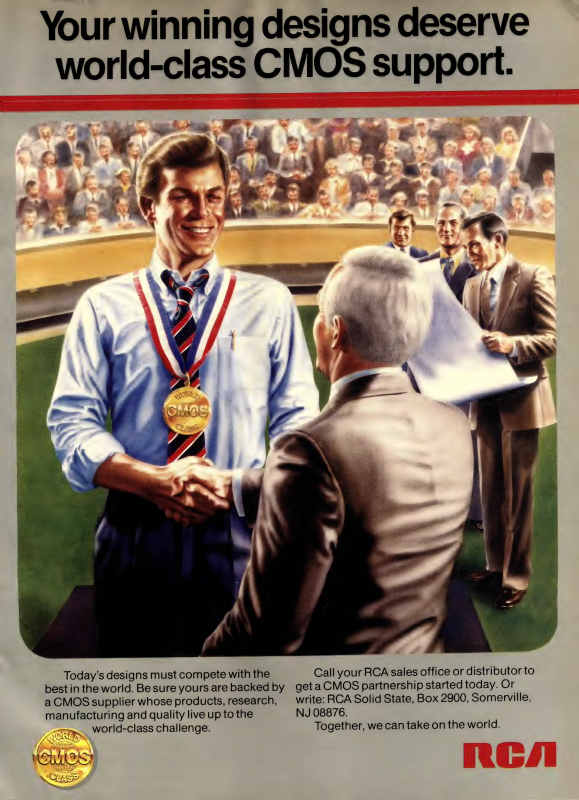 Your winning designs deserve
world-class CMOS support.
WORLD
CMOS
CLASS
Today's designs must compete with the
best in the world. Be sure yours are backed by
a CMOS supplier whose products, research,
manufacturing and quality live up to the
world-class challenge.
Call your RCA sales office or distributor to
get a CMOS partnership started today. Or
write: RCA Solid State, Box 2900, Somerville,
NJ 08876.
Together, we can take on the world.
WORLD
CMOS
CLASS
RCA